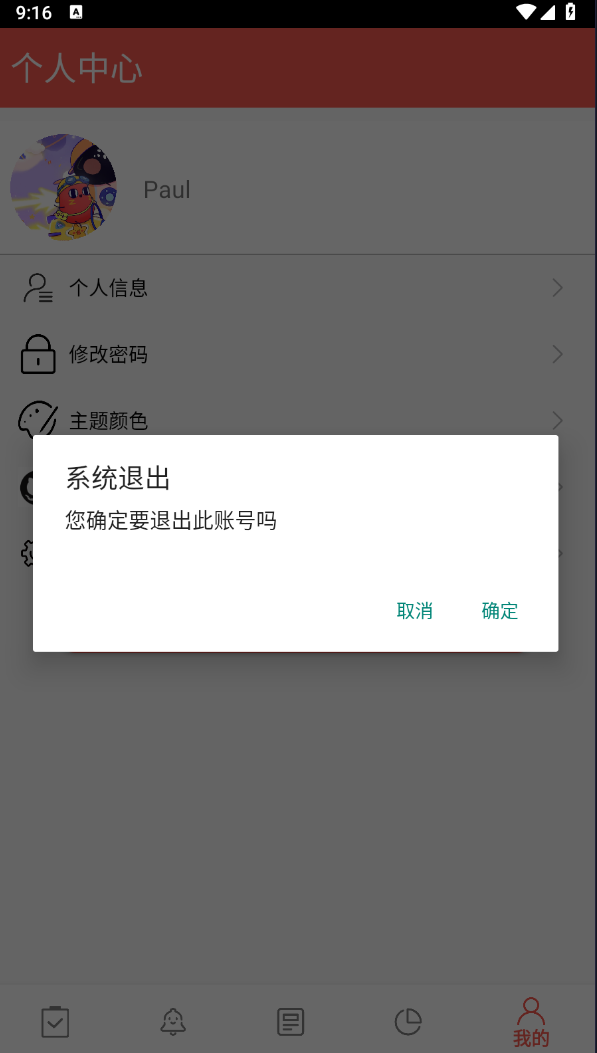 9:16
个人中心
Paul
个人信息
修改密码
主题颜色
系统退出
您确定要退出此账号吗
取消 确定
我的